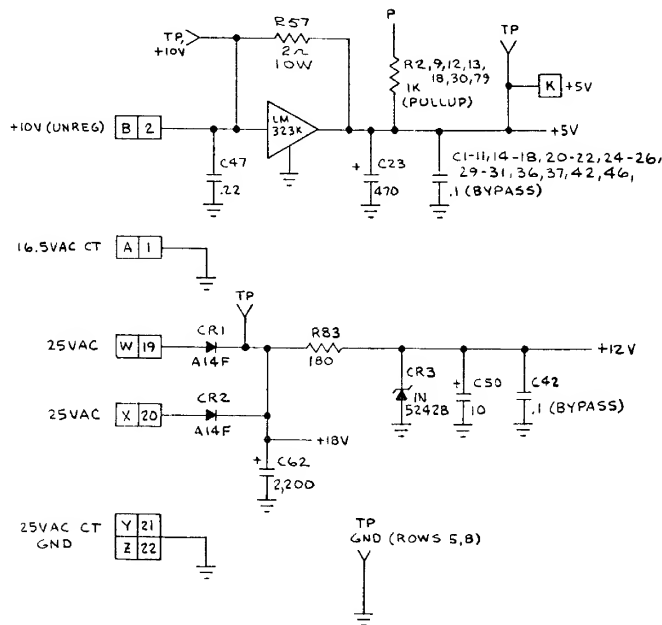 R57
2Ω
10W
TP,
+10V
P
TP
R2,9,12,13,
18,30,79
1K
(PULLUP)
K
+5V
+10V (UNREG)
B 2
LM
323K
+5V
C47
.22
+ C23
470
C1-11,14-18,20-22,24-26,
29-31,36,37,42,46,
.1 (BYPASS)
16.5VAC CT
A 1
TP
25VAC
W 19
CR1
A14F
R83
180
+12V
CR3
1N
5242B
+ C50
10
C42
.1 (BYPASS)
25VAC
X 20
CR2
A14F
+18V
+ C62
2,200
25VAC CT
GND
Y 21
Z 22
TP
GND (ROWS 5,8)